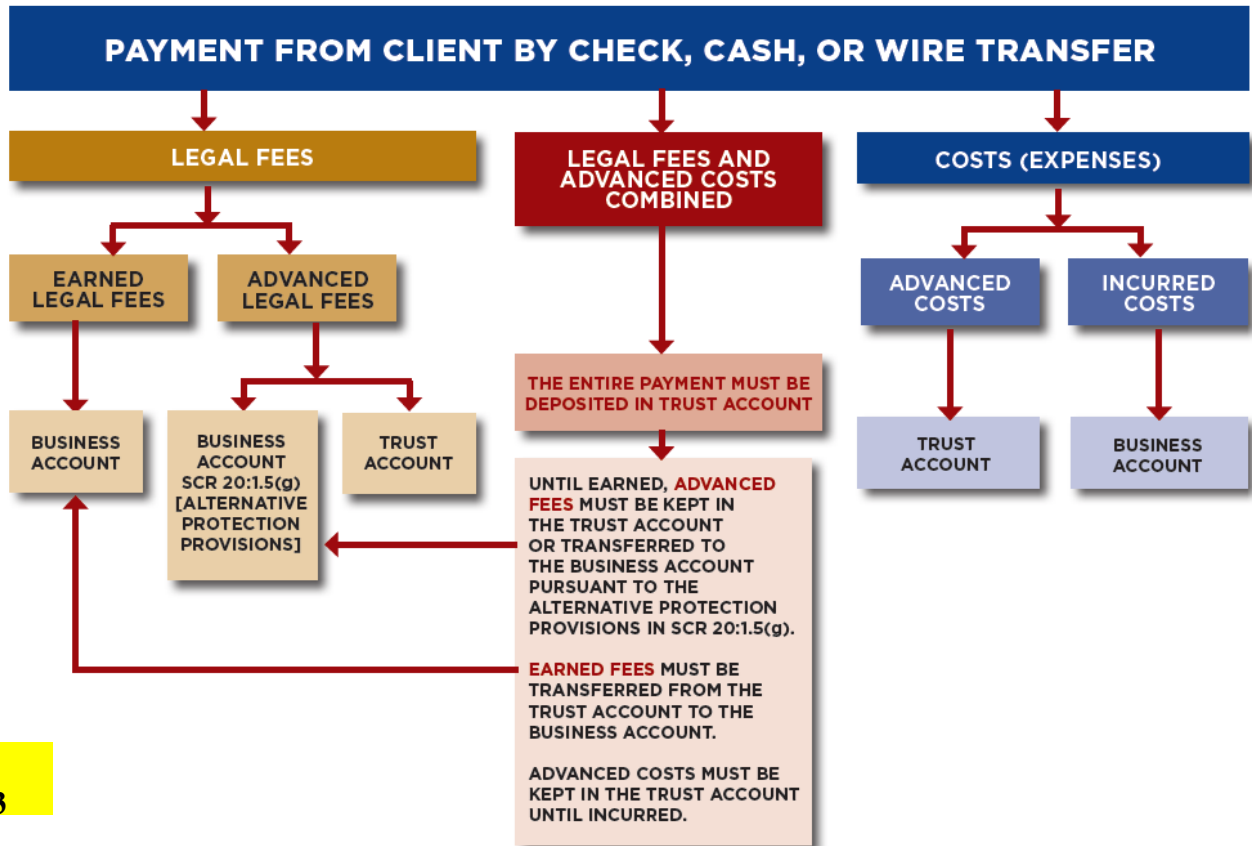 PAYMENT FROM CLIENT BY CHECK, CASH, OR WIRE TRANSFER
LEGAL FEES
EARNED
LEGAL FEES
ADVANCED
LEGAL FEES
BUSINESS
ACCOUNT
BUSINESS
ACCOUNT
SCR 20:1.5(g)
[ALTERNATIVE
PROTECTION
PROVISIONS]
TRUST
ACCOUNT
LEGAL FEES AND
ADVANCED COSTS
COMBINED
THE ENTIRE PAYMENT MUST BE
DEPOSITED IN TRUST ACCOUNT
UNTIL EARNED, ADVANCED
FEES MUST BE KEPT IN
THE TRUST ACCOUNT
OR TRANSFERRED TO
THE BUSINESS ACCOUNT
PURSUANT TO THE
ALTERNATIVE PROTECTION
PROVISIONS IN SCR 20:1.5(g).
EARNED FEES MUST BE
TRANSFERRED FROM THE
TRUST ACCOUNT TO THE
BUSINESS ACCOUNT.
ADVANCED COSTS MUST BE
KEPT IN THE TRUST ACCOUNT
UNTIL INCURRED.
COSTS (EXPENSES)
ADVANCED
COSTS
INCURRED
COSTS
TRUST
ACCOUNT
BUSINESS
ACCOUNT